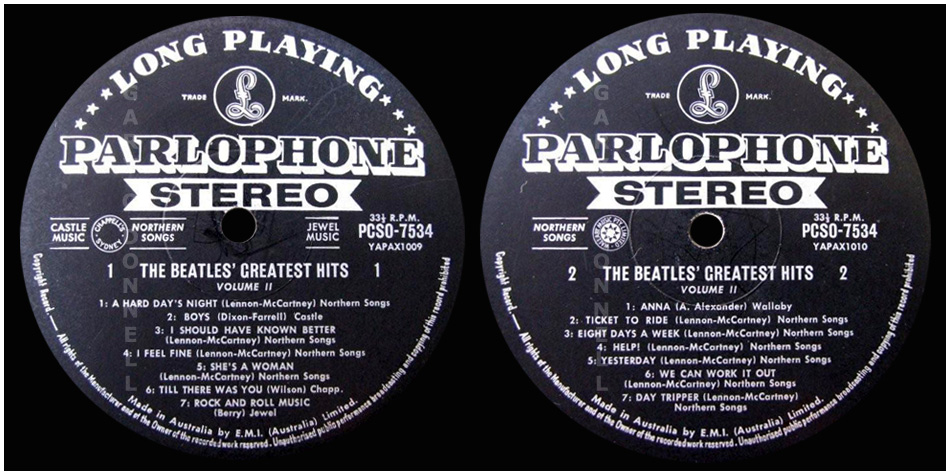 ★ ★ ★ ★ LONG PLAYING ★ ★ ★ ★
TRADE £ MARK.
PARLOPHONE
STEREO
CASTLE MUSIC
CHAPPELL'S SYDNEY
NORTHERN SONGS
JEWEL MUSIC
33⅓ R.P.M.
PCSO-7534
YAPAX1009
1 THE BEATLES' GREATEST HITS 1
VOLUME II
1: A HARD DAY'S NIGHT (Lennon-McCartney) Northern Songs
2: BOYS (Dixon-Farrell) Castle
3: I SHOULD HAVE KNOWN BETTER
(Lennon-McCartney) Northern Songs
4: I FEEL FINE (Lennon-McCartney) Northern Songs
5: SHE'S A WOMAN
(Lennon-McCartney) Northern Songs
6: TILL THERE WAS YOU (Wilson) Chapp.
7: ROCK AND ROLL MUSIC
(Berry) Jewel
Made in Australia by E.M.I. (Australia) Limited.
Copyright Record.— All rights of the Manufacturer and of the Owner of the recorded work reserved. Unauthorised public performance broadcasting and copying of this record prohibited
GARY CONNELL
★ ★ ★ ★ LONG PLAYING ★ ★ ★ ★
TRADE £ MARK.
PARLOPHONE
STEREO
NORTHERN SONGS
33⅓ R.P.M.
PCSO-7534
YAPAX1010
2 THE BEATLES' GREATEST HITS 2
VOLUME II
1: ANNA (A. Alexander) Wallaby
2: TICKET TO RIDE (Lennon-McCartney) Northern Songs
3: EIGHT DAYS A WEEK (Lennon-McCartney) Northern Songs
4: HELP! (Lennon-McCartney) Northern Songs
5: YESTERDAY (Lennon-McCartney) Northern Songs
6: WE CAN WORK IT OUT
(Lennon-McCartney) Northern Songs
7: DAY TRIPPER (Lennon-McCartney)
Northern Songs
Made in Australia by E.M.I. (Australia) Limited.
Copyright Record.— All rights of the Manufacturer and of the Owner of the recorded work reserved. Unauthorised public performance broadcasting and copying of this record prohibited